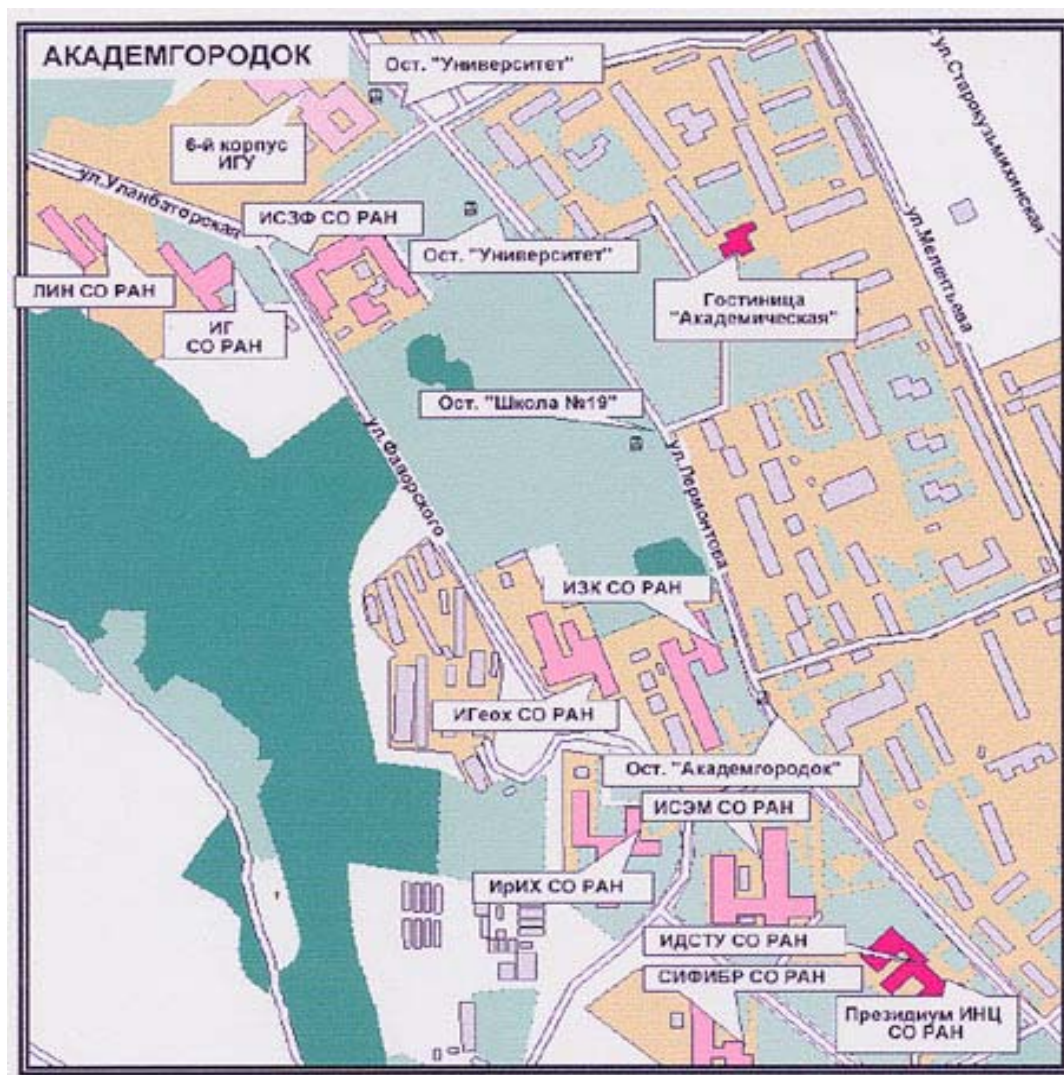 АКАДЕМГОРОДОК
Ост. "Университет"
ул.Старокузьмихинская
6-й корпус
ИГУ
ул.Уланбаторская
ИСЗФ СО РАН
Ост. "Университет"
ул.Мелентьева
ЛИН СО РАН
ИГ
СО РАН
Гостиница
"Академическая"
Ост. "Школа №19"
ул.Фаворского
ул.Лермонтова
ИЗК СО РАН
ИГеох СО РАН
Ост. "Академгородок"
ИСЭМ СО РАН
ИрИХ СО РАН
ИДСТУ СО РАН
СИФИБР СО РАН
Президиум ИНЦ
СО РАН